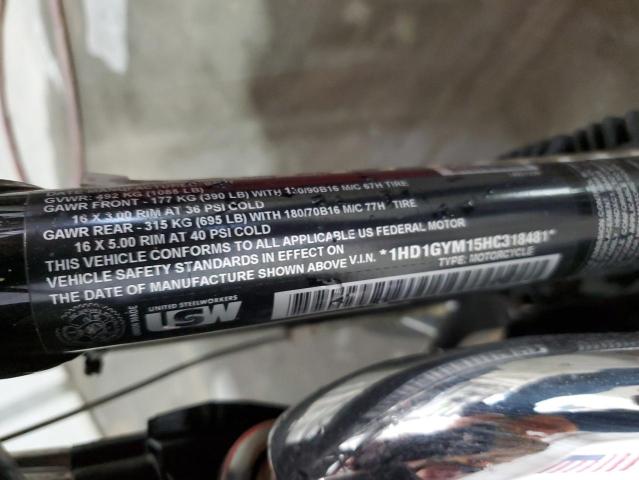 GVWR- 492 KG (1085 LB)
GAWR FRONT - 177 KG (390 LB) WITH 130/90B16 M/C 67H TIRE
16 X 3.00 RIM AT 36 PSI COLD
GAWR REAR - 315 KG (695 LB) WITH 180/70B16 M/C 77H TIRE
16 X 5.00 RIM AT 40 PSI COLD
THIS VEHICLE CONFORMS TO ALL APPLICABLE US FEDERAL MOTOR
VEHICLE SAFETY STANDARDS IN EFFECT ON
THE DATE OF MANUFACTURE SHOWN ABOVE V.I.N. *1HD1GYM15HC318481*
TYPE: MOTORCYCLE
UNION MADE
UNITED STEELWORKERS
USW